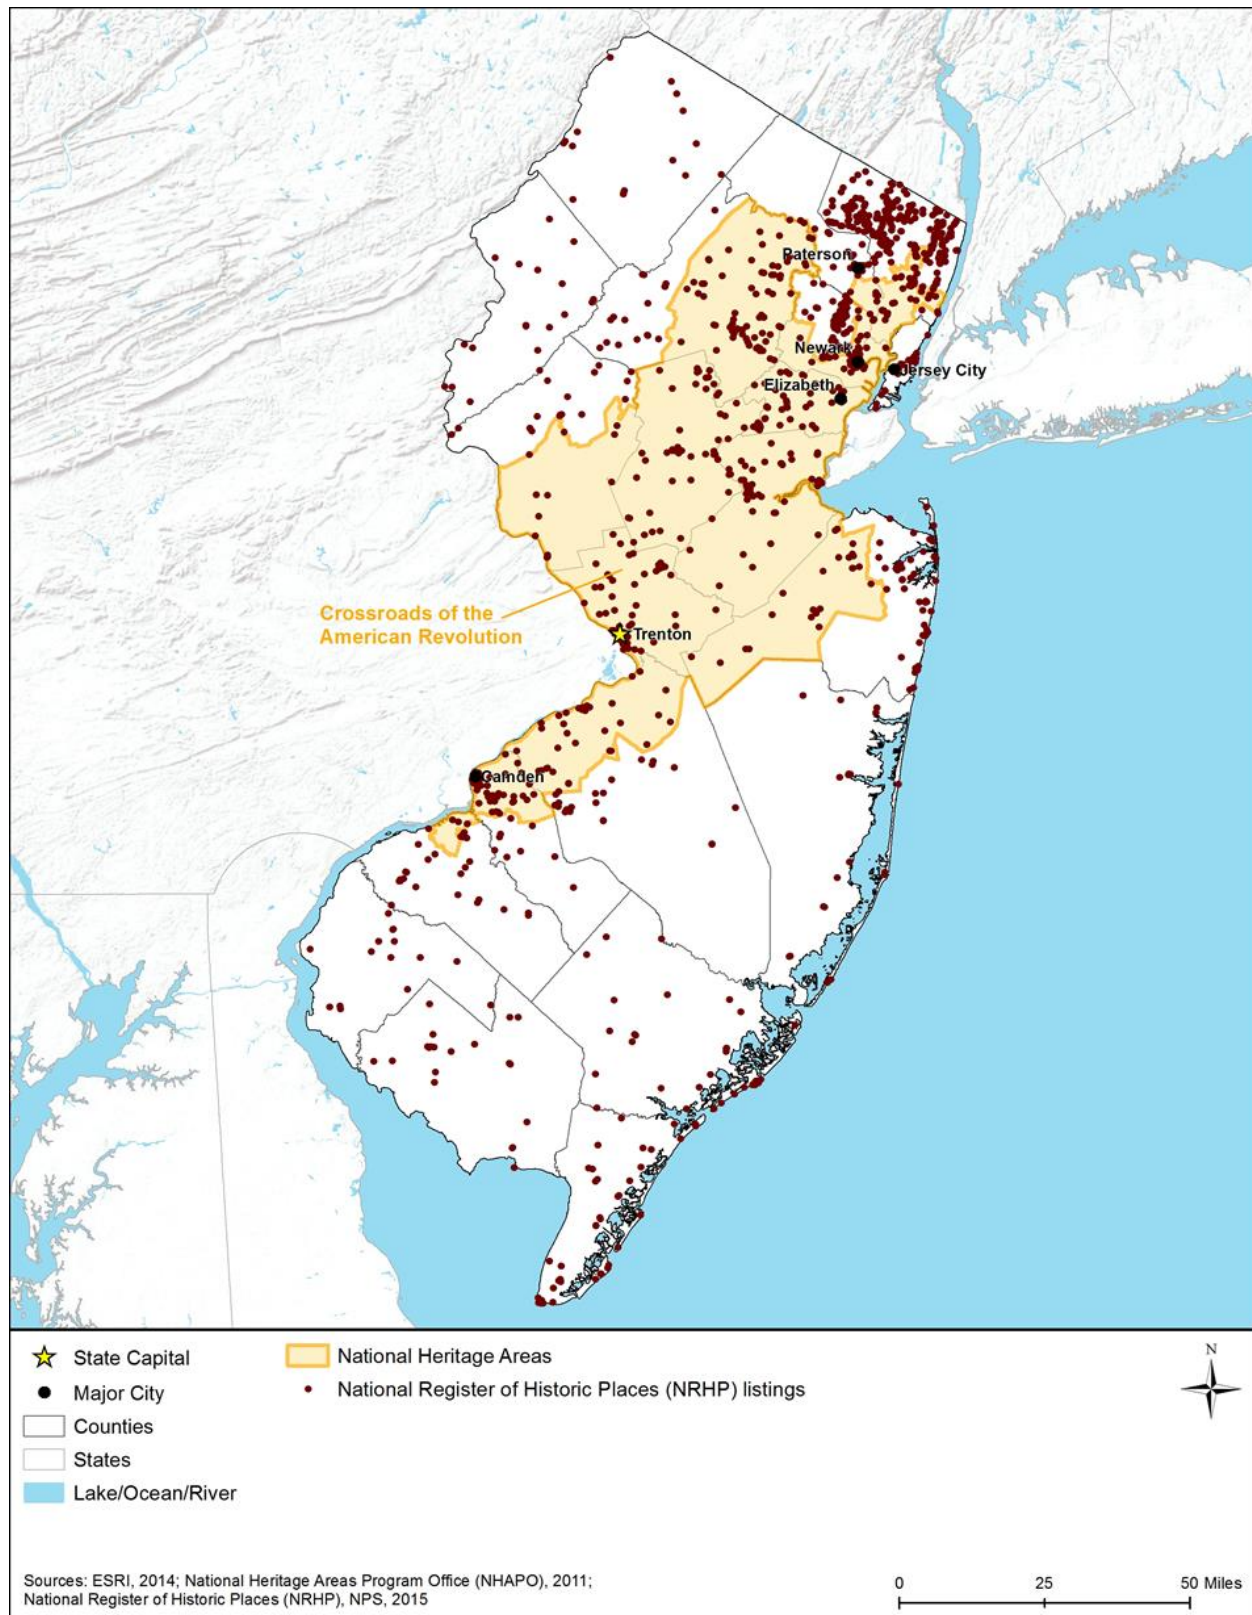 Paterson
Newark
Jersey City
Elizabeth
Crossroads of the
American Revolution
Trenton
Camden
State Capital
Major City
Counties
States
Lake/Ocean/River
National Heritage Areas
National Register of Historic Places (NRHP) listings
N
Sources: ESRI, 2014; National Heritage Areas Program Office (NHAPO), 2011;
National Register of Historic Places (NRHP), NPS, 2015
0 25 50 Miles